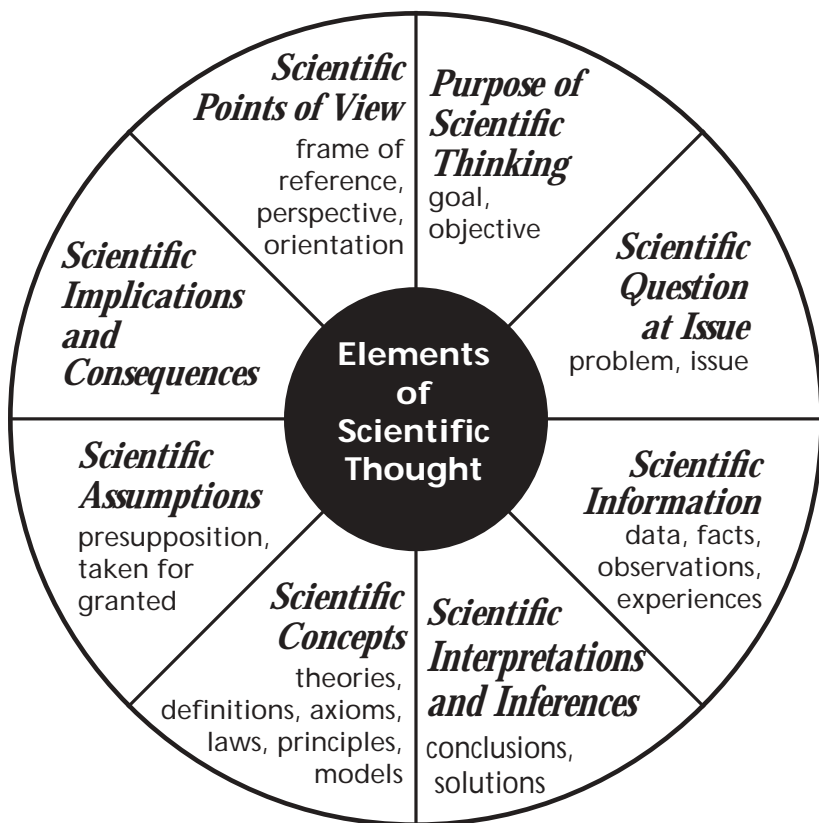 Elements
of
Scientific
Thought
Purpose of
Scientific
Thinking
goal,
objective
Scientific
Question
at Issue
problem, issue
Scientific
Information
data, facts,
observations,
experiences
Scientific
Interpretations
and Inferences
conclusions,
solutions
Scientific
Concepts
theories,
definitions, axioms,
laws, principles,
models
Scientific
Assumptions
presupposition,
taken for
granted
Scientific
Implications
and
Consequences
Scientific
Points of View
frame of
reference,
perspective,
orientation